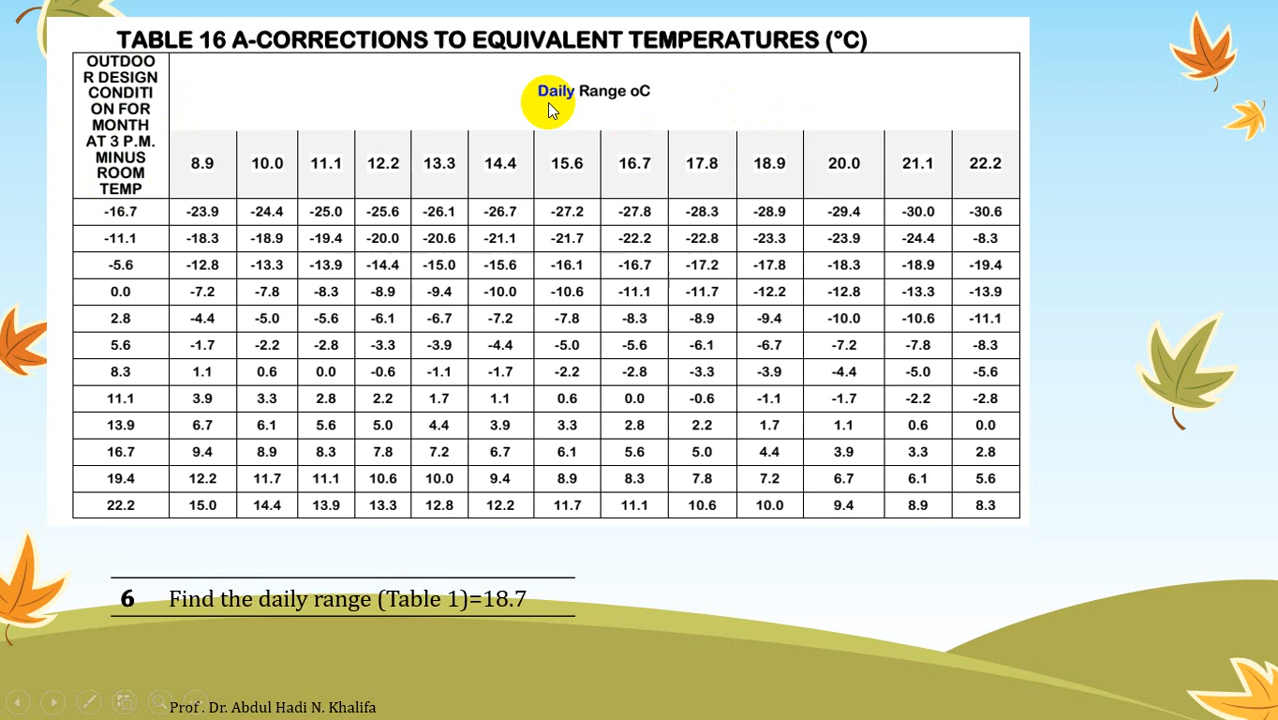 TABLE 16 A-CORRECTIONS TO EQUIVALENT TEMPERATURES (°C)
OUTDOO
R DESIGN
CONDITI
ON FOR
MONTH
AT 3 P.M.
MINUS
ROOM
TEMP
Daily Range oC
8.9 10.0 11.1 12.2 13.3 14.4 15.6 16.7 17.8 18.9 20.0 21.1 22.2
-16.7 -23.9 -24.4 -25.0 -25.6 -26.1 -26.7 -27.2 -27.8 -28.3 -28.9 -29.4 -30.0 -30.6
-11.1 -18.3 -18.9 -19.4 -20.0 -20.6 -21.1 -21.7 -22.2 -22.8 -23.3 -23.9 -24.4 -8.3
-5.6 -12.8 -13.3 -13.9 -14.4 -15.0 -15.6 -16.1 -16.7 -17.2 -17.8 -18.3 -18.9 -19.4
0.0 -7.2 -7.8 -8.3 -8.9 -9.4 -10.0 -10.6 -11.1 -11.7 -12.2 -12.8 -13.3 -13.9
2.8 -4.4 -5.0 -5.6 -6.1 -6.7 -7.2 -7.8 -8.3 -8.9 -9.4 -10.0 -10.6 -11.1
5.6 -1.7 -2.2 -2.8 -3.3 -3.9 -4.4 -5.0 -5.6 -6.1 -6.7 -7.2 -7.8 -8.3
8.3 1.1 0.6 0.0 -0.6 -1.1 -1.7 -2.2 -2.8 -3.3 -3.9 -4.4 -5.0 -5.6
11.1 3.9 3.3 2.8 2.2 1.7 1.1 0.6 0.0 -0.6 -1.1 -1.7 -2.2 -2.8
13.9 6.7 6.1 5.6 5.0 4.4 3.9 3.3 2.8 2.2 1.7 1.1 0.6 0.0
16.7 9.4 8.9 8.3 7.8 7.2 6.7 6.1 5.6 5.0 4.4 3.9 3.3 2.8
19.4 12.2 11.7 11.1 10.6 10.0 9.4 8.9 8.3 7.8 7.2 6.7 6.1 5.6
22.2 15.0 14.4 13.9 13.3 12.8 12.2 11.7 11.1 10.6 10.0 9.4 8.9 8.3
6 Find the daily range (Table 1)=18.7
Prof . Dr. Abdul Hadi N. Khalifa